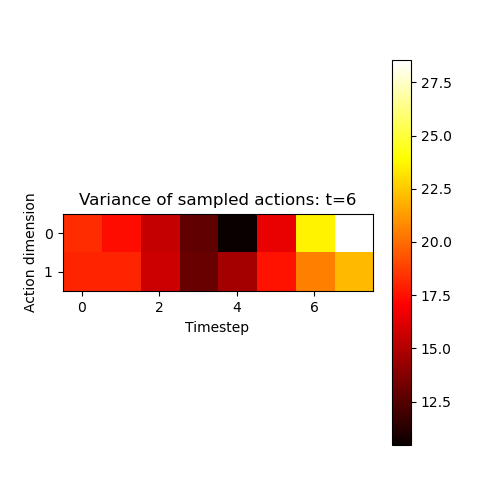 Variance of sampled actions: t=6
Action dimension
0
1
0 2 4 6
Timestep
27.5
25.0
22.5
20.0
17.5
15.0
12.5